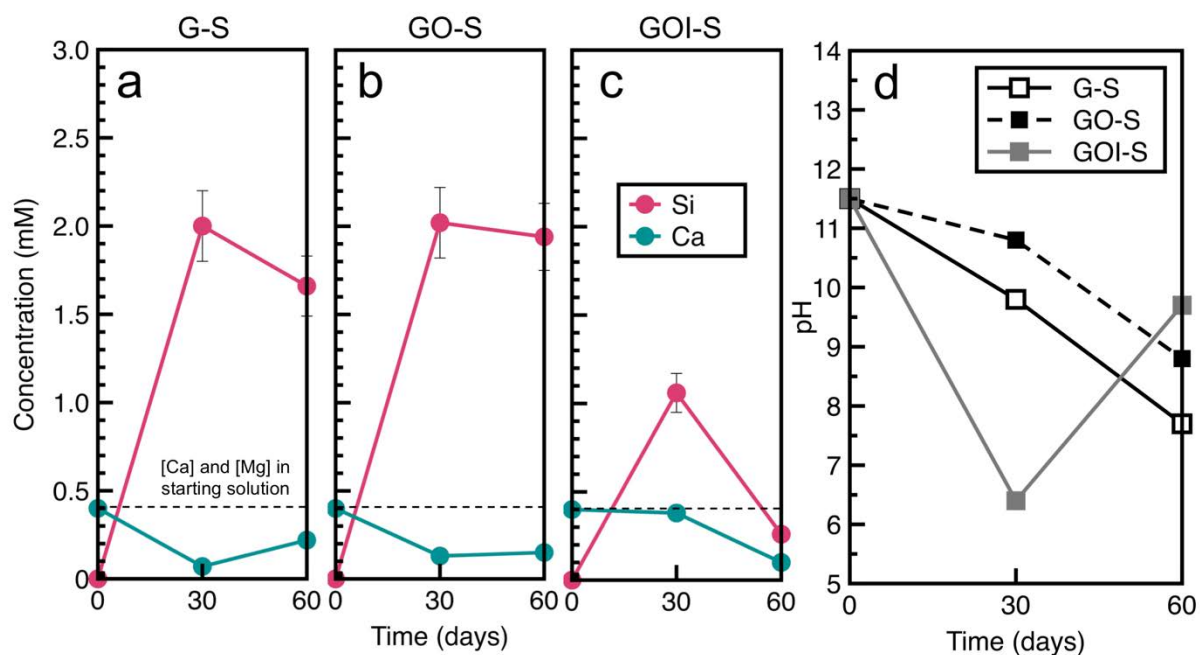 G-S
GO-S
GOI-S
a
b
c
d
3.0
2.5
2.0
1.5
1.0
0.5
0
Concentration (mM)
Si
Ca
[Ca] and [Mg] in
starting solution
0
30
60
0
30
60
0
30
60
Time (days)
14
13
12
11
10
9
8
7
6
5
pH
G-S
GO-S
GOI-S
0
30
60
Time (days)